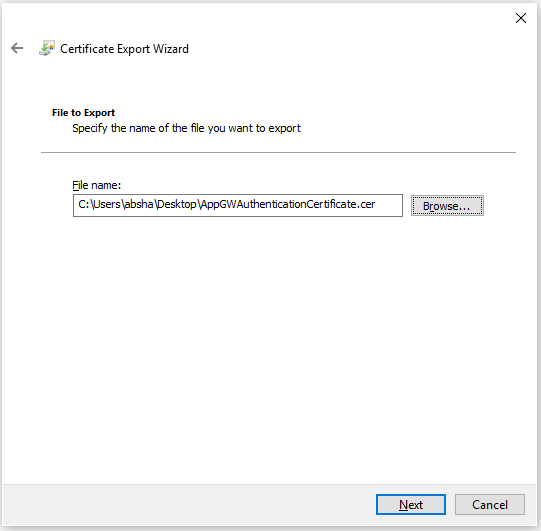 Certificate Export Wizard
File to Export
Specify the name of the file you want to export
File name:
C:\Users\absha\Desktop\AppGWAuthenticationCertificate.cer
Browse...
Next
Cancel